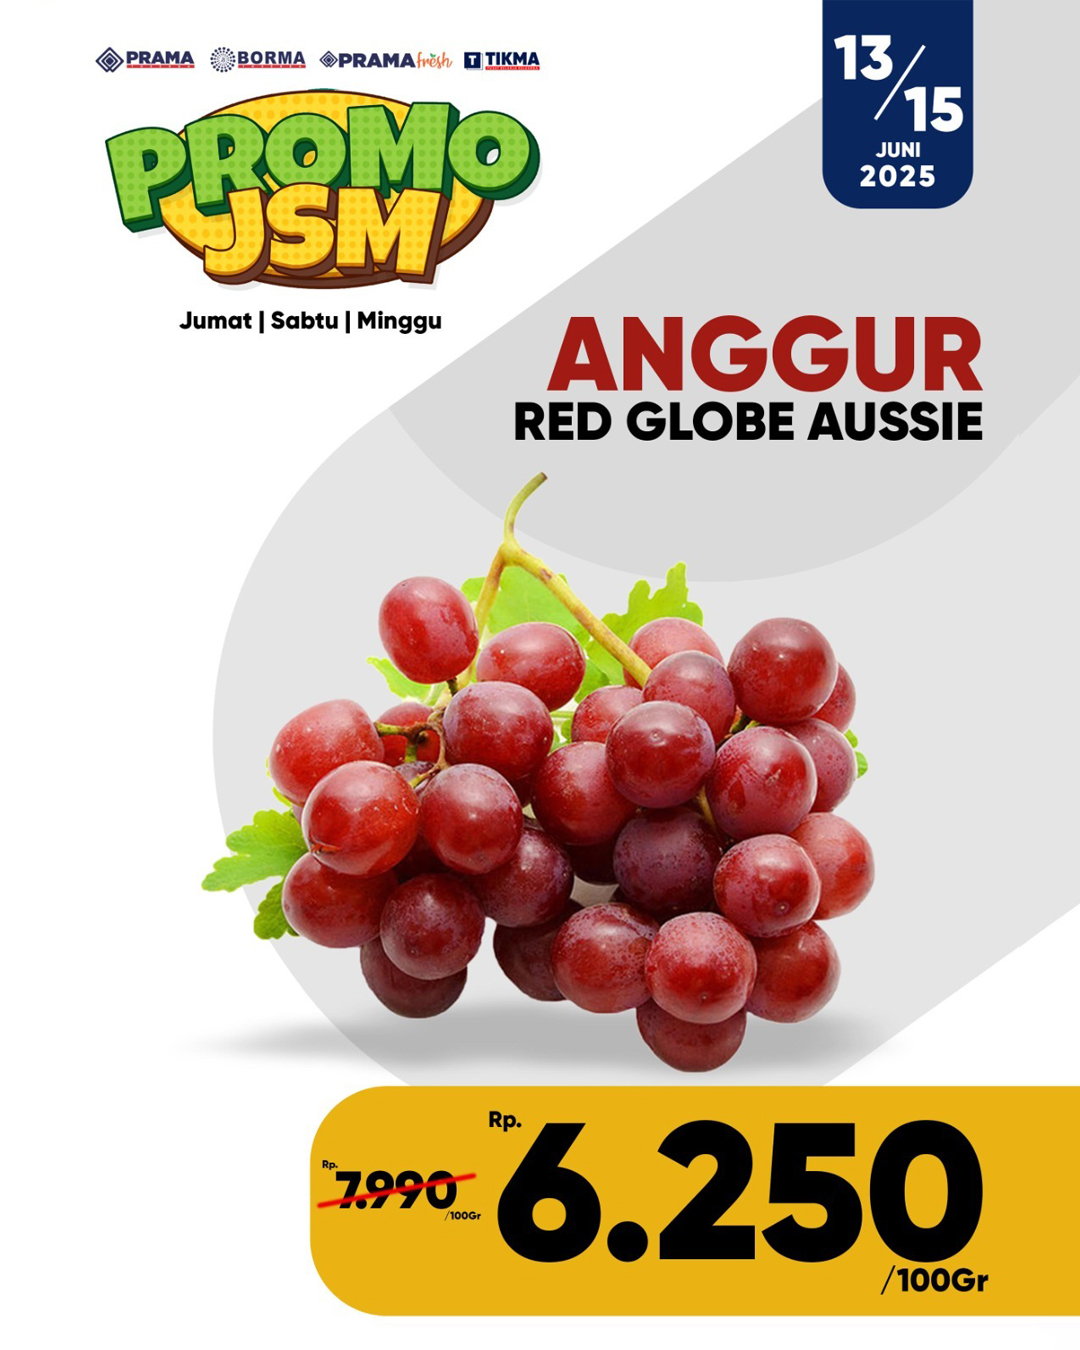 PRAMA BORMA PRAMA fresh T TIKMA
13/15
JUNI
2025
PROMO
JSM
Jumat | Sabtu | Minggu
ANGGUR
RED GLOBE AUSSIE
Rp.
7.990
/100Gr
Rp.
6.250
/100Gr